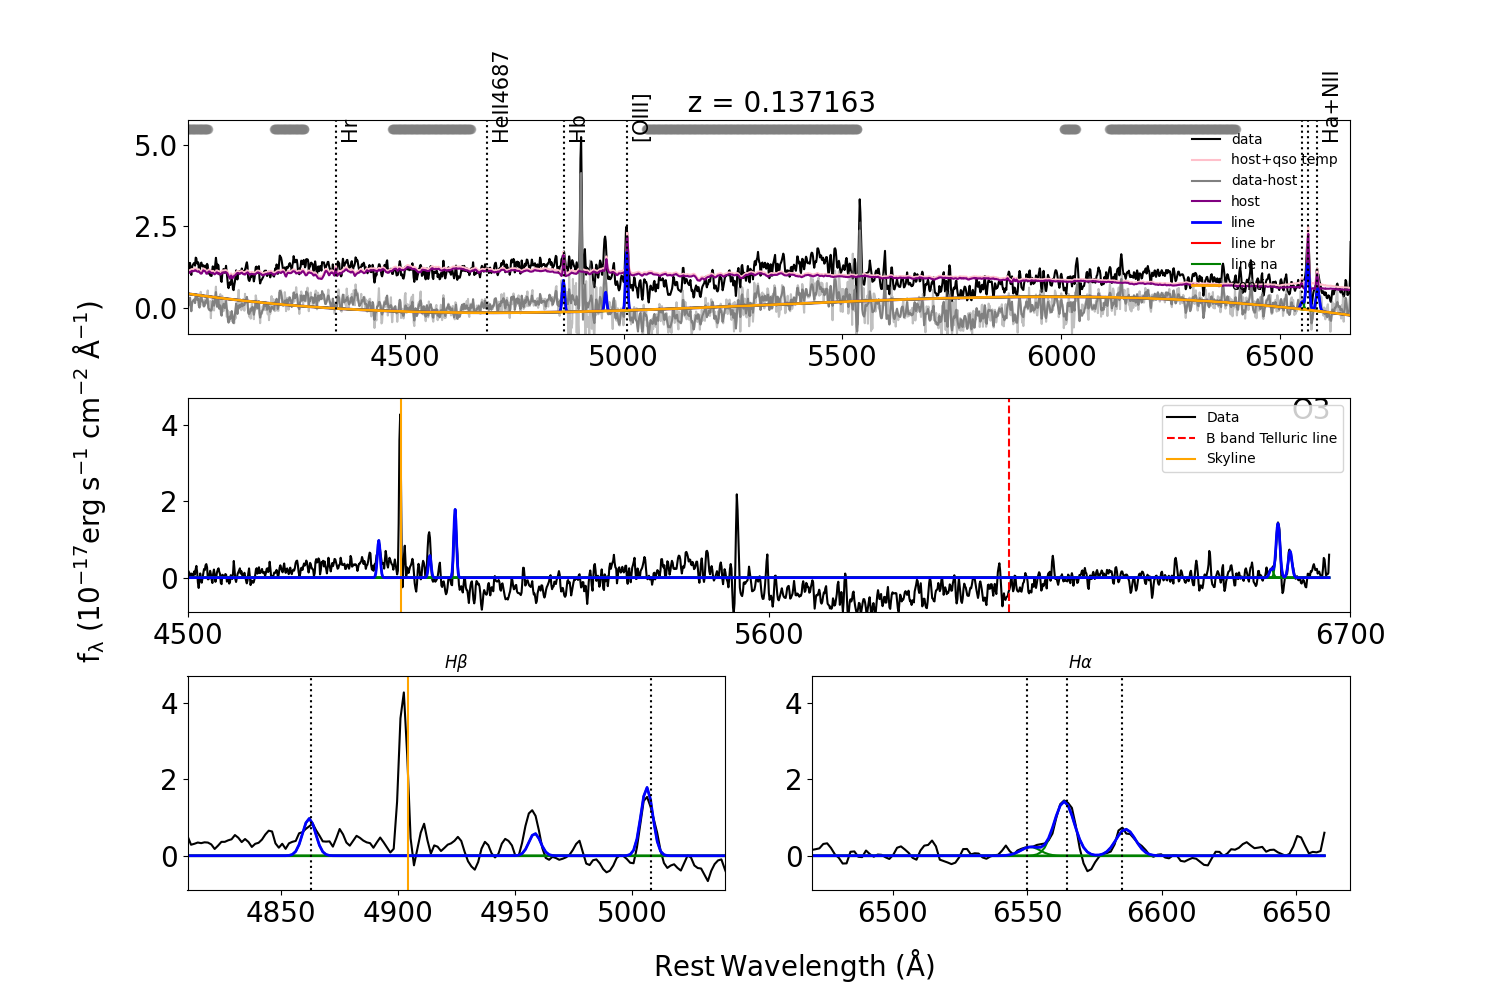 z = 0.137163
Hr
HeII4687
Hb
[OIII]
Ha+NII
data
host+qso temp
data-host
host
line
line br
line na
5.0
2.5
0.0
4500 5000 5500 6000 6500
O3
Data
B band Telluric line
Skyline
4
2
0
4500 5600 6700
fλ (10−17erg s−1 cm−2 Å−1)
Hβ
4
2
0
4850 4900 4950 5000
Hα
4
2
0
6500 6550 6600 6650
Rest Wavelength (Å)